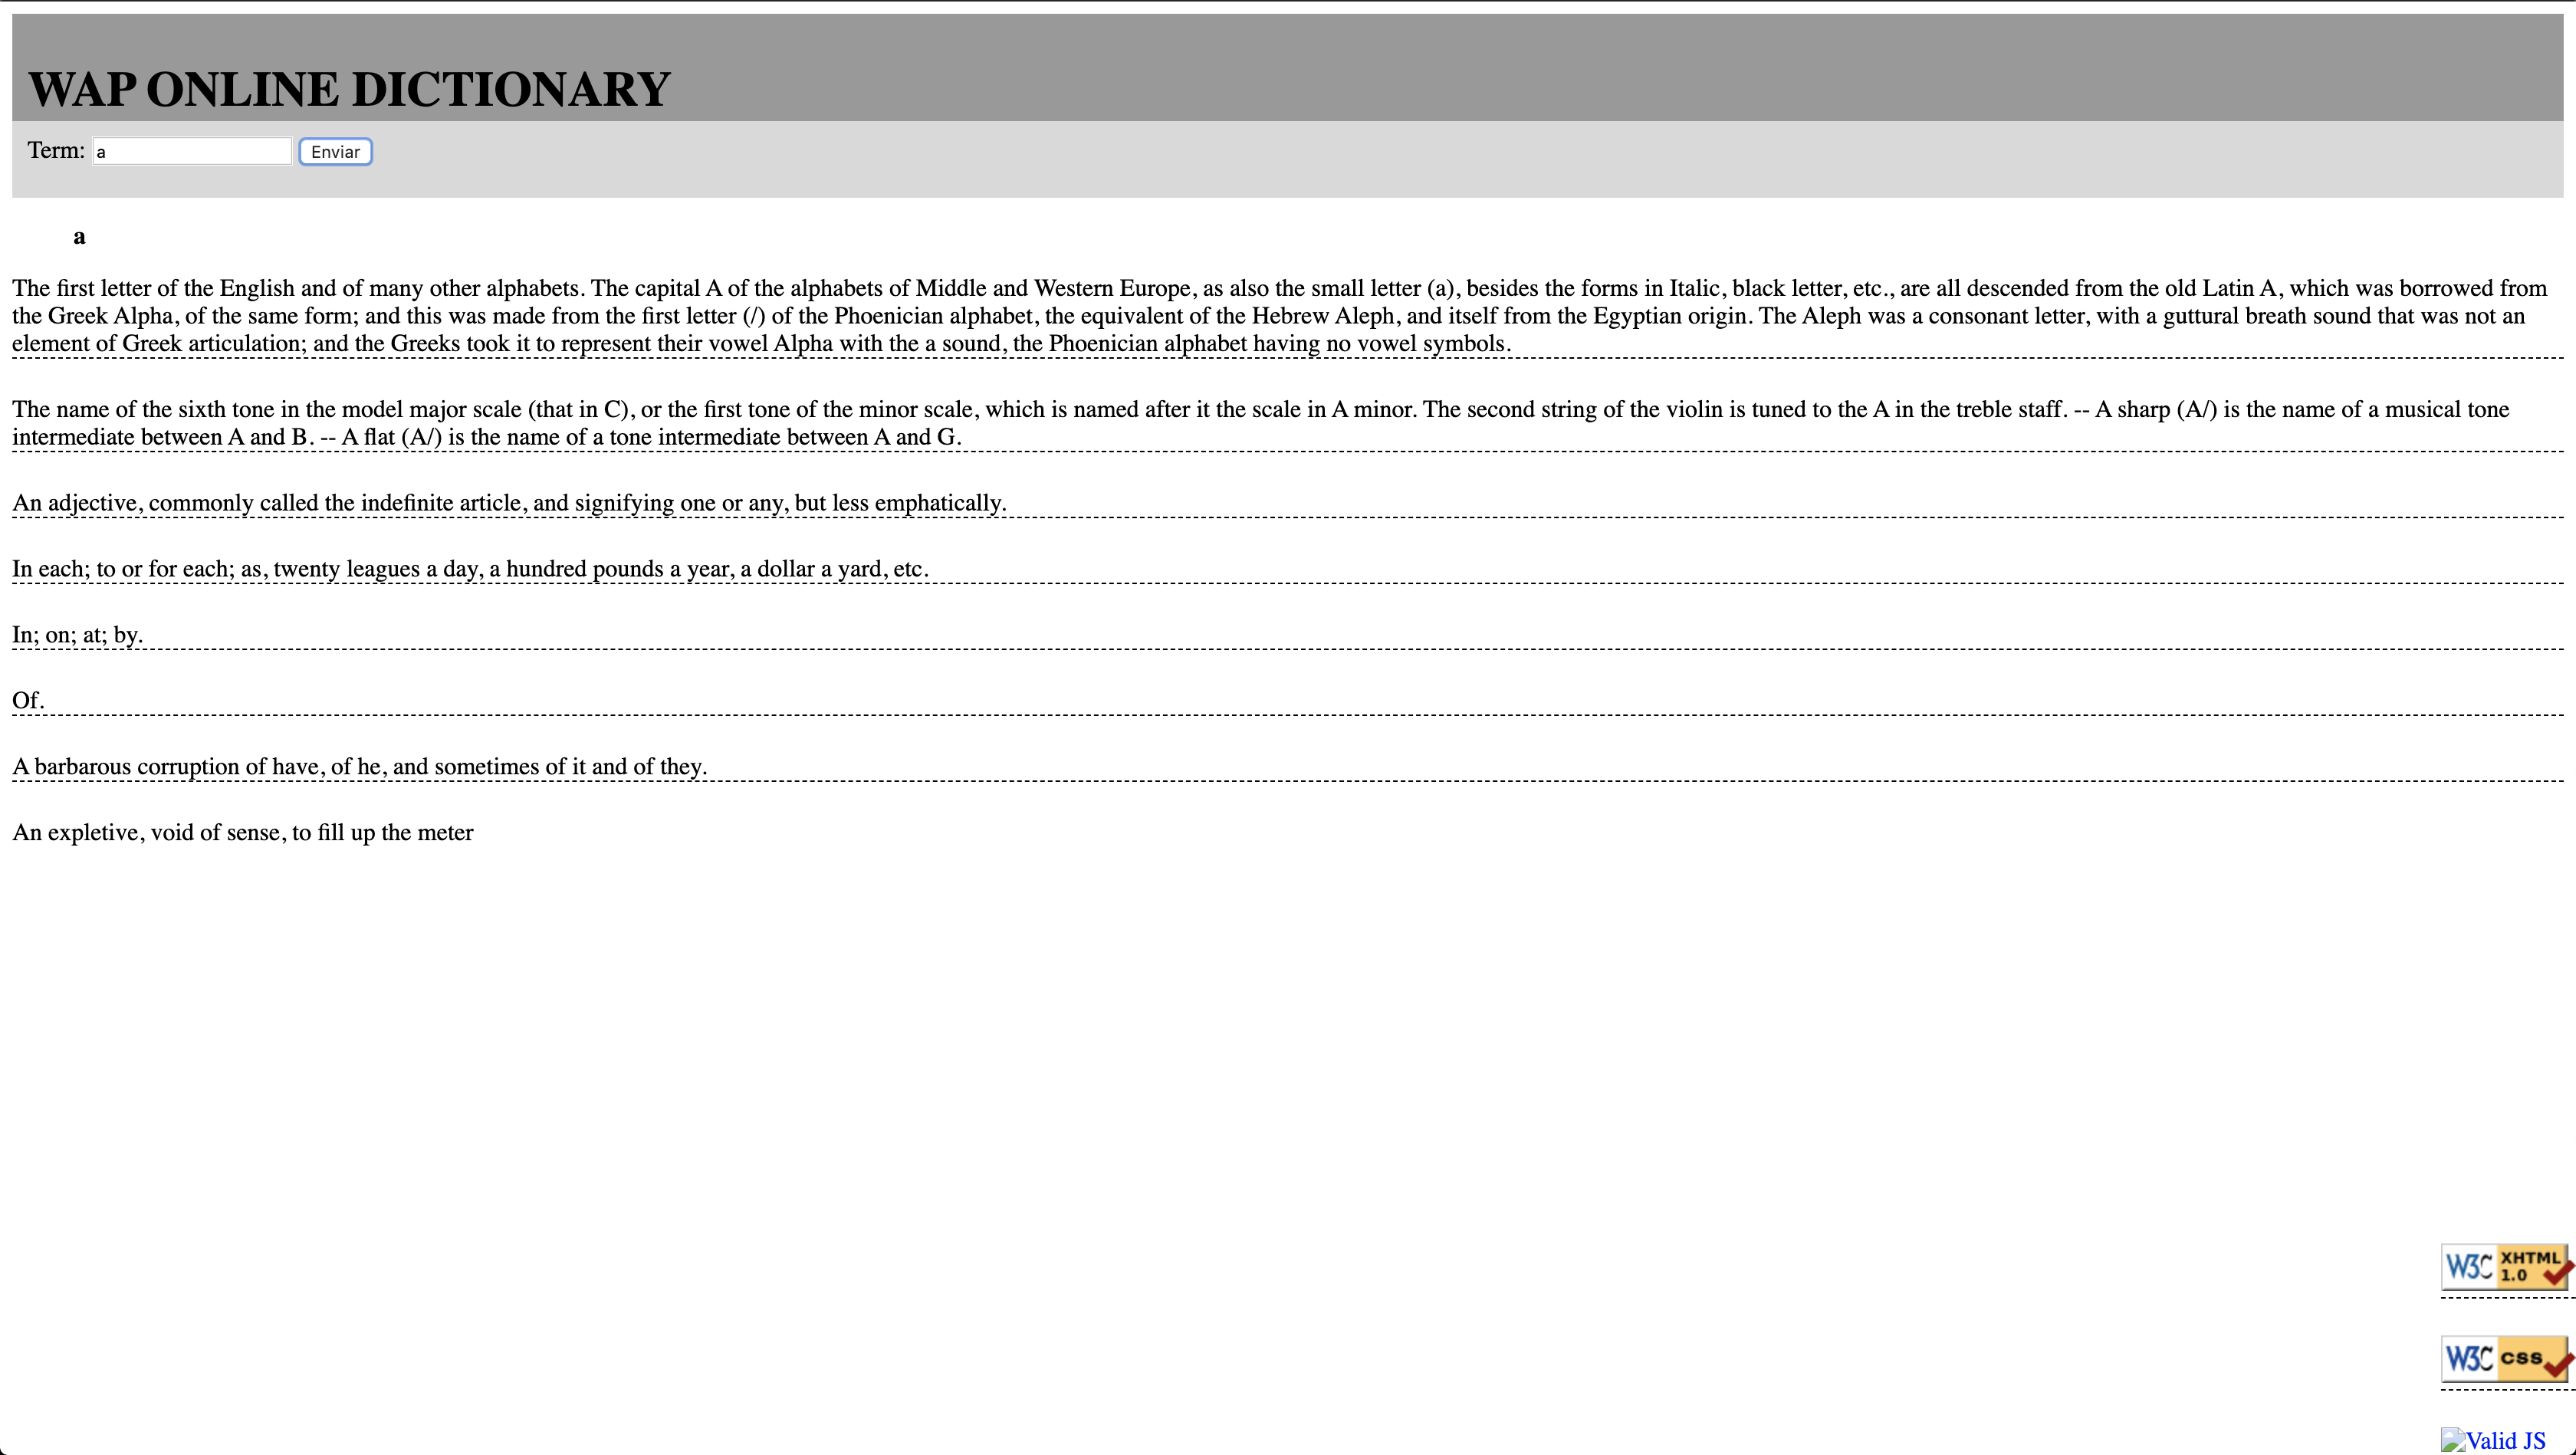 WAP ONLINE DICTIONARY
Term: a Enviar
a
The first letter of the English and of many other alphabets. The capital A of the alphabets of Middle and Western Europe, as also the small letter (a), besides the forms in Italic, black letter, etc., are all descended from the old Latin A, which was borrowed from
the Greek Alpha, of the same form; and this was made from the first letter (/) of the Phoenician alphabet, the equivalent of the Hebrew Aleph, and itself from the Egyptian origin. The Aleph was a consonant letter, with a guttural breath sound that was not an
element of Greek articulation; and the Greeks took it to represent their vowel Alpha with the a sound, the Phoenician alphabet having no vowel symbols.
The name of the sixth tone in the model major scale (that in C), or the first tone of the minor scale, which is named after it the scale in A minor. The second string of the violin is tuned to the A in the treble staff. -- A sharp (A/) is the name of a musical tone
intermediate between A and B. -- A flat (A/) is the name of a tone intermediate between A and G.
An adjective, commonly called the indefinite article, and signifying one or any, but less emphatically.
In each; to or for each; as, twenty leagues a day, a hundred pounds a year, a dollar a yard, etc.
In; on; at; by.
Of.
A barbarous corruption of have, of he, and sometimes of it and of they.
An expletive, void of sense, to fill up the meter
W3C XHTML
1.0
W3C css
Valid JS